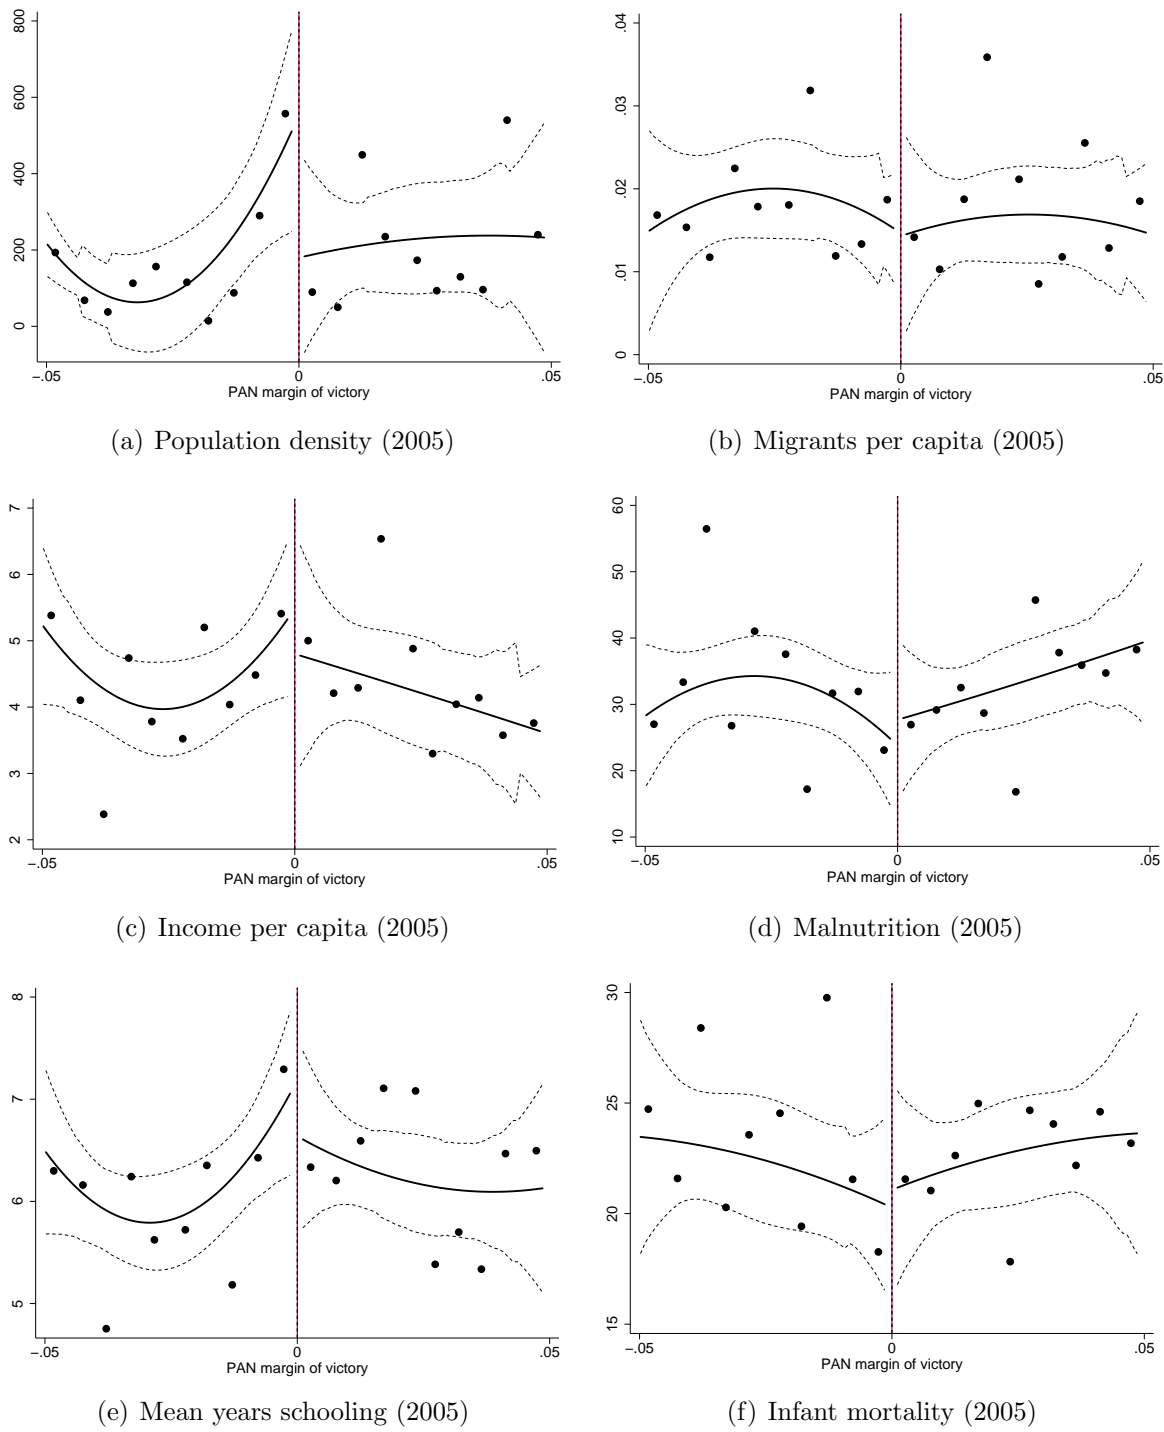 800
600
400
200
0
−.05 0 .05
PAN margin of victory
(a) Population density (2005)
.04
.03
.02
.01
0
−.05 0 .05
PAN margin of victory
(b) Migrants per capita (2005)
7
6
5
4
3
2
−.05 0 .05
PAN margin of victory
(c) Income per capita (2005)
60
50
40
30
20
10
−.05 0 .05
PAN margin of victory
(d) Malnutrition (2005)
8
7
6
5
−.05 0 .05
PAN margin of victory
(e) Mean years schooling (2005)
30
25
20
15
−.05 0 .05
PAN margin of victory
(f) Infant mortality (2005)